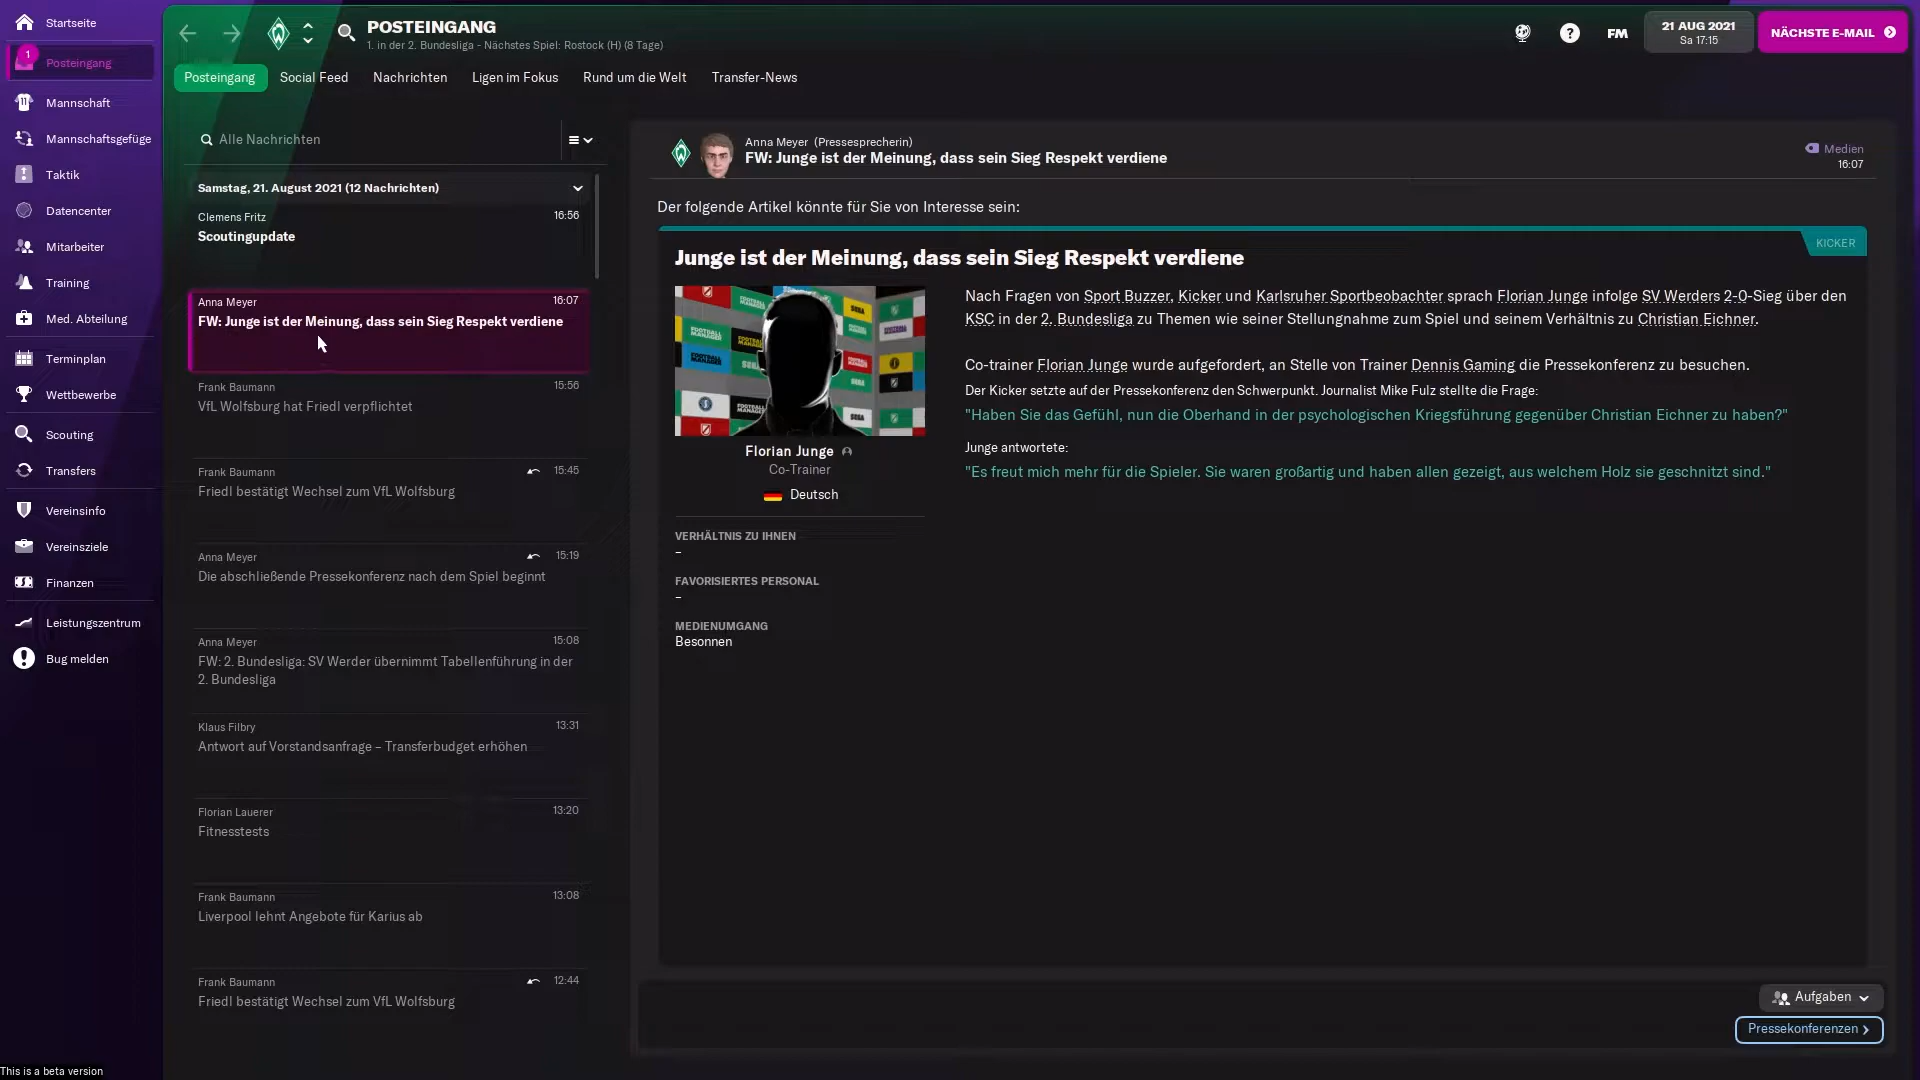 Startseite
1
Posteingang
Mannschaft
Mannschaftsgefüge
Taktik
Datencenter
Mitarbeiter
Training
Med. Abteilung
Terminplan
Wettbewerbe
Scouting
Transfers
Vereinsinfo
Vereinsziele
Finanzen
Leistungszentrum
Bug melden
This is a beta version
POSTEINGANG
1. in der 2. Bundesliga - Nächstes Spiel: Rostock (H) (8 Tage)
FM
21 AUG 2021
Sa 17:15
NÄCHSTE E-MAIL
Posteingang
Social Feed
Nachrichten
Ligen im Fokus
Rund um die Welt
Transfer-News
Alle Nachrichten
Samstag, 21. August 2021 (12 Nachrichten)
Clemens Fritz 16:56
Scoutingupdate
Anna Meyer 16:07
FW: Junge ist der Meinung, dass sein Sieg Respekt verdiene
Frank Baumann 15:56
VfL Wolfsburg hat Friedl verpflichtet
Frank Baumann 15:45
Friedl bestätigt Wechsel zum VfL Wolfsburg
Anna Meyer 15:19
Die abschließende Pressekonferenz nach dem Spiel beginnt
Anna Meyer 15:08
FW: 2. Bundesliga: SV Werder übernimmt Tabellenführung in der
2. Bundesliga
Klaus Filbry 13:31
Antwort auf Vorstandsanfrage – Transferbudget erhöhen
Florian Lauerer 13:20
Fitnesstests
Frank Baumann 13:08
Liverpool lehnt Angebote für Karius ab
Frank Baumann 12:44
Friedl bestätigt Wechsel zum VfL Wolfsburg
Anna Meyer (Pressesprecherin)
FW: Junge ist der Meinung, dass sein Sieg Respekt verdiene
Medien
16:07
Der folgende Artikel könnte für Sie von Interesse sein:
KICKER
Junge ist der Meinung, dass sein Sieg Respekt verdiene
Florian Junge
Co-Trainer
Deutsch
VERHÄLTNIS ZU IHNEN
–
FAVORISIERTES PERSONAL
–
MEDIENUMGANG
Besonnen
Nach Fragen von Sport Buzzer, Kicker und Karlsruher Sportbeobachter sprach Florian Junge infolge SV Werders 2-0-Sieg über den
KSC in der 2. Bundesliga zu Themen wie seiner Stellungnahme zum Spiel und seinem Verhältnis zu Christian Eichner.
Co-trainer Florian Junge wurde aufgefordert, an Stelle von Trainer Dennis Gaming die Pressekonferenz zu besuchen.
Der Kicker setzte auf der Pressekonferenz den Schwerpunkt. Journalist Mike Fulz stellte die Frage:
"Haben Sie das Gefühl, nun die Oberhand in der psychologischen Kriegsführung gegenüber Christian Eichner zu haben?"
Junge antwortete:
"Es freut mich mehr für die Spieler. Sie waren großartig und haben allen gezeigt, aus welchem Holz sie geschnitzt sind."
Aufgaben
Pressekonferenzen